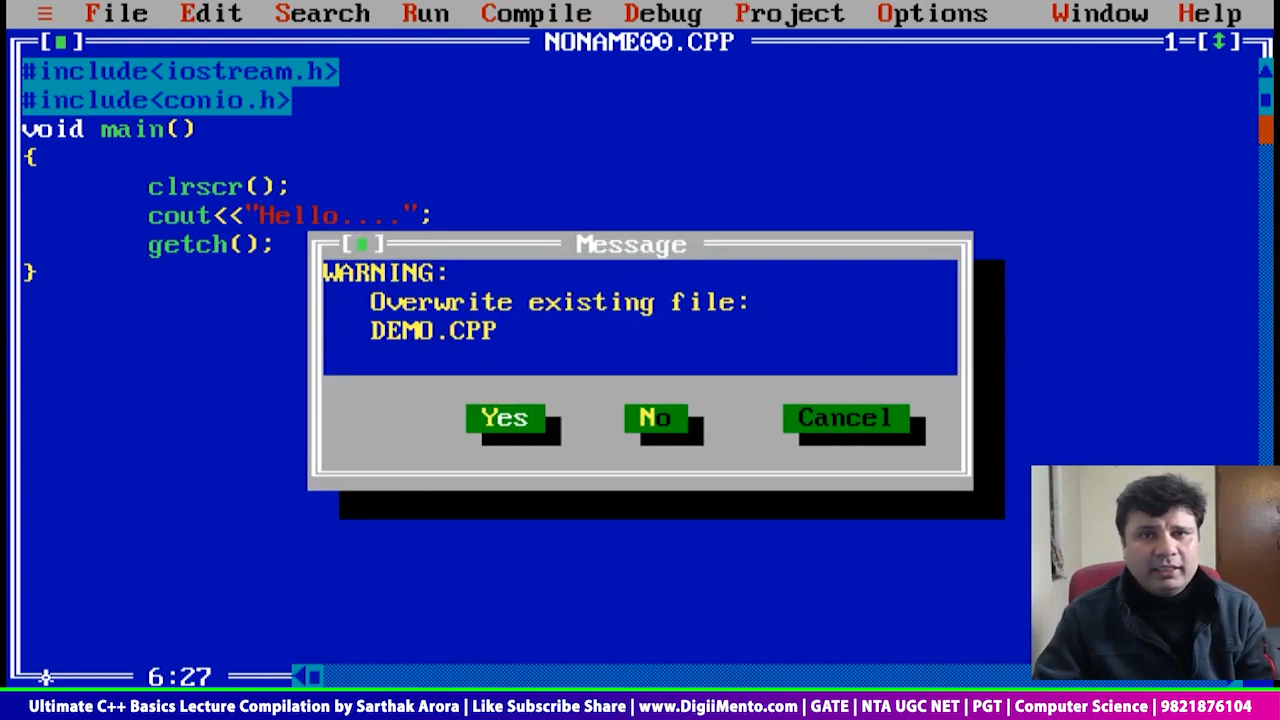 ≡ File Edit Search Run Compile Debug Project Options Window Help
[■] NONAME00.CPP 1=[↕]
#include<iostream.h>
#include<conio.h>
void main()
{
clrscr();
cout<<"Hello....";
getch();
}
[■] Message
WARNING:
Overwrite existing file:
DEMO.CPP
Yes No Cancel
6:27
Ultimate C++ Basics Lecture Compilation by Sarthak Arora | Like Subscribe Share | www.DigiiMento.com | GATE | NTA UGC NET | PGT | Computer Science | 9821876104